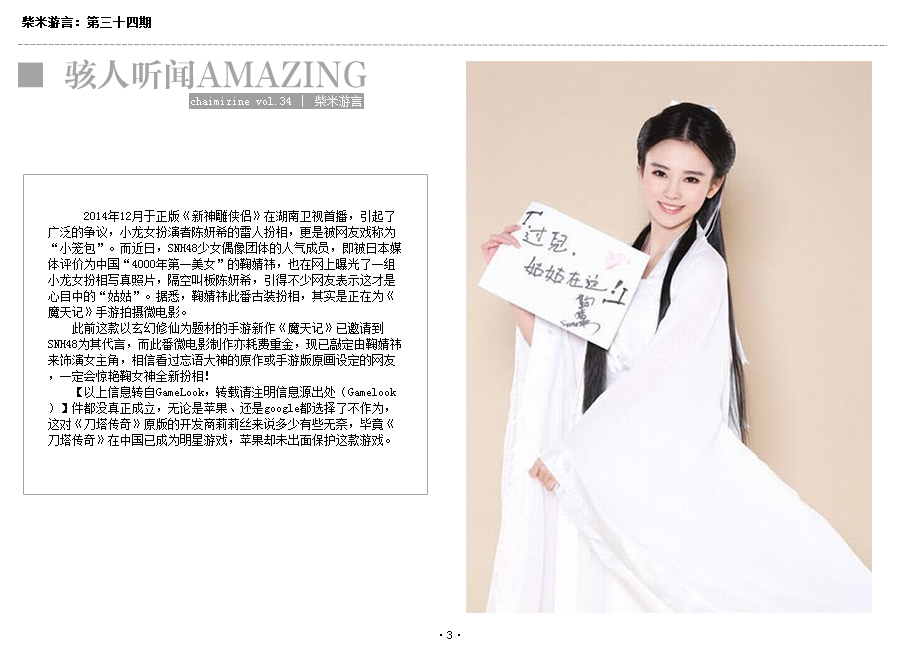 柴米游言：第三十四期
骇人听闻AMAZING
chaimizine vol.34 | 柴米游言
2014年12月于正版《新神雕侠侣》在湖南卫视首播，引起了
广泛的争议，小龙女扮演者陈妍希的雷人扮相，更是被网友戏称为
“小笼包”。而近日，SNH48少女偶像团体的人气成员，即被日本媒
体评价为中国“4000年第一美女”的鞠婧祎，也在网上曝光了一组
小龙女扮相写真照片，隔空叫板陈妍希，引得不少网友表示这才是
心目中的“姑姑”。据悉，鞠婧祎此番古装扮相，其实是正在为《
魔天记》手游拍摄微电影。
此前这款以玄幻修仙为题材的手游新作《魔天记》已邀请到
SNH48为其代言，而此番微电影制作亦耗费重金，现已敲定由鞠婧祎
来饰演女主角，相信看过忘语大神的原作或手游版原画设定的网友
，一定会惊艳鞠女神全新扮相！
【以上信息转自GameLook，转载请注明信息源出处（Gamelook
）】件都没真正成立，无论是苹果、还是google都选择了不作为，
这对《刀塔传奇》原版的开发商莉莉丝来说多少有些无奈，毕竟《
刀塔传奇》在中国已成为明星游戏，苹果却未出面保护这款游戏。
「过兒，
姑姑在这！」
·3·